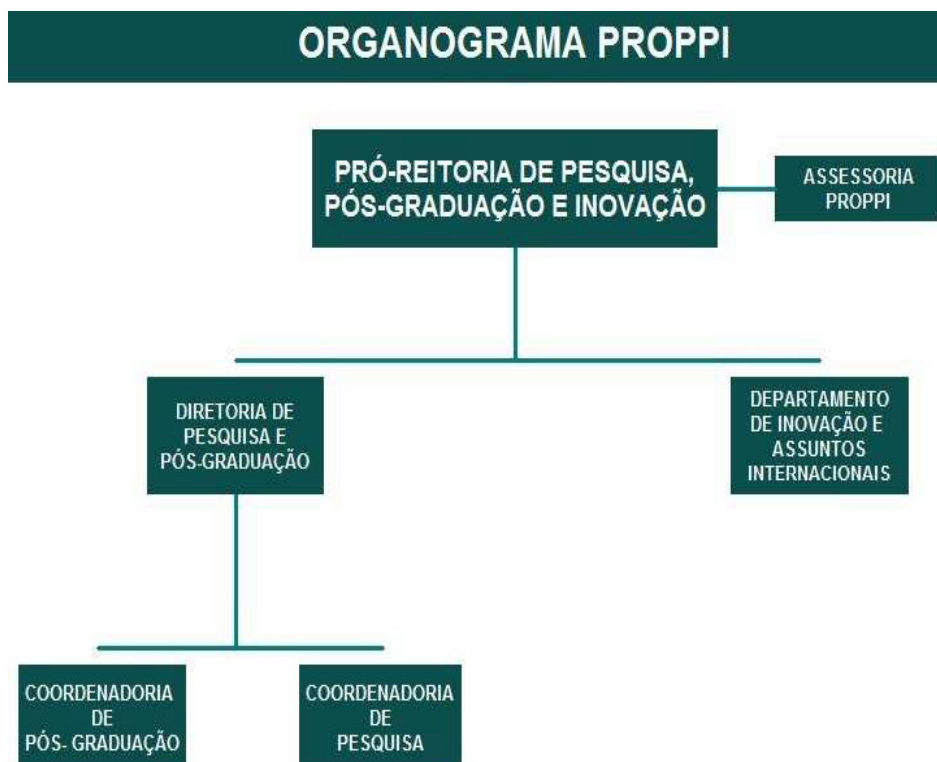 ORGANOGRAMA PROPPI
PRÓ-REITORIA DE PESQUISA,
PÓS-GRADUAÇÃO E INOVAÇÃO
ASSESSORIA
PROPPI
DIRETORIA DE
PESQUISA E
PÓS-GRADUAÇÃO
DEPARTAMENTO
DE INOVAÇÃO E
ASSUNTOS
INTERNACIONAIS
COORDENADORIA
DE
PÓS- GRADUAÇÃO
COORDENADORIA
DE
PESQUISA